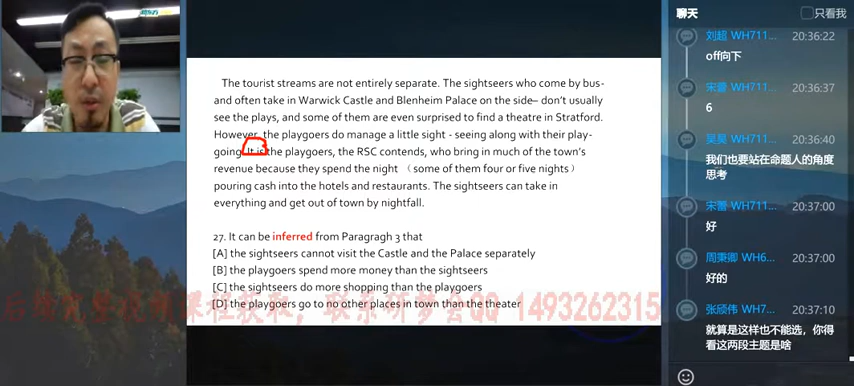 The tourist streams are not entirely separate. The sightseers who come by bus-
and often take in Warwick Castle and Blenheim Palace on the side– don't usually
see the plays, and some of them are even surprised to find a theatre in Stratford.
However, the playgoers do manage a little sight - seeing along with their play-
going. It is the playgoers, the RSC contends, who bring in much of the town's
revenue because they spend the night （some of them four or five nights）
pouring cash into the hotels and restaurants. The sightseers can take in
everything and get out of town by nightfall.
27. It can be inferred from Paragragh 3 that
[A] the sightseers cannot visit the Castle and the Palace separately
[B] the playgoers spend more money than the sightseers
[C] the sightseers do more shopping than the playgoers
[D] the playgoers go to no other places in town than the theater
QQ 1493262315
聊天
只看我
刘超 WH711... 20:36:22
off向下
宋蕾 WH711... 20:36:37
6
吴昊 WH711... 20:36:40
我们也要站在命题人的角度
思考
宋蕾 WH711... 20:37:00
好
周秉卿 WH6... 20:37:00
好的
张颀伟 WH7... 20:37:10
就算是这样也不能选，你得
看这两段主题是啥